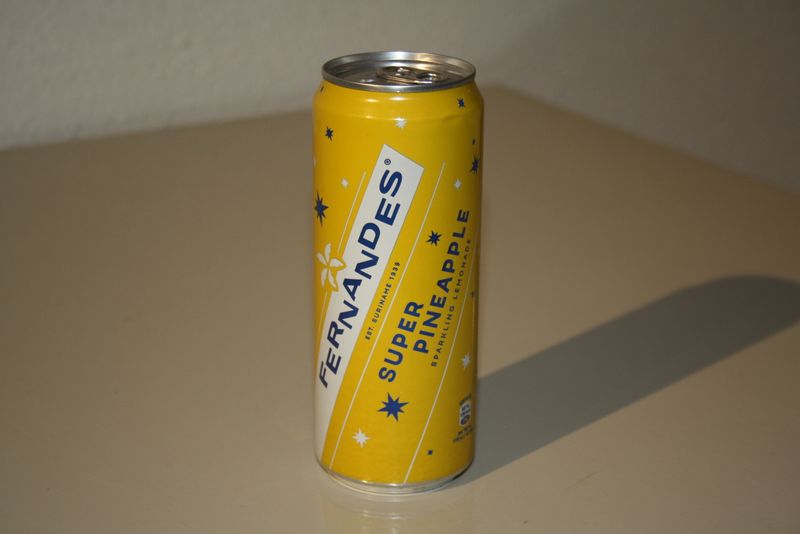 FERNANDES®
EST. SURINAME 1939
SUPER
PINEAPPLE
SPARKLING LEMONADE